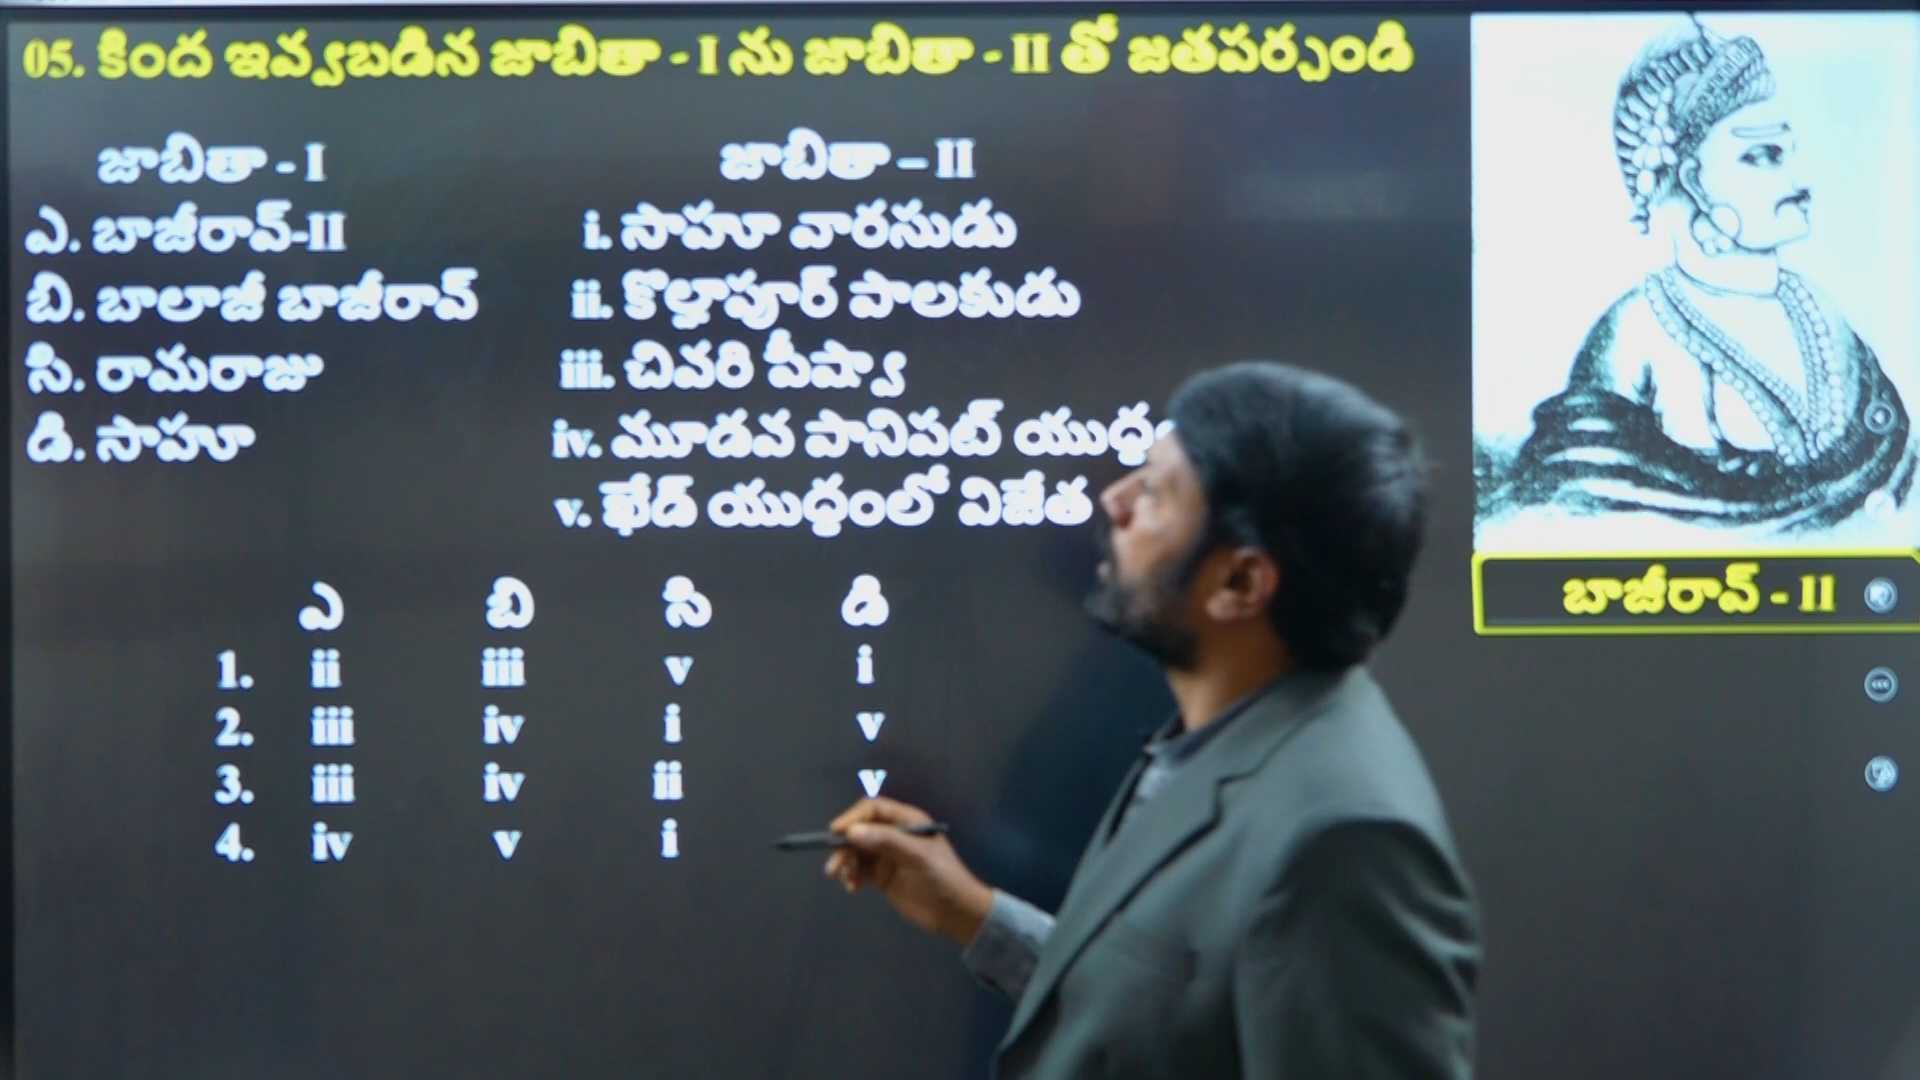 05. కింద ఇవ్వబడిన జాబితా - I ను జాబితా - II తో జతపర్చండి
జాబితా - I జాబితా – II
ఎ. బాజీరావ్-II i. సాహూ వారసుడు
బి. బాలాజీ బాజీరావ్ ii. కొల్హాపూర్ పాలకుడు
సి. రామరాజు iii. చివరి పీష్వా
డి. సాహూ iv. మూడవ పానిపట్ యుద్ధం
v. ఖేడ్ యుద్ధంలో విజేత
ఎ బి సి డి
1. ii iii v i
2. iii iv i v
3. iii iv ii v
4. iv v i
బాజీరావ్ - II